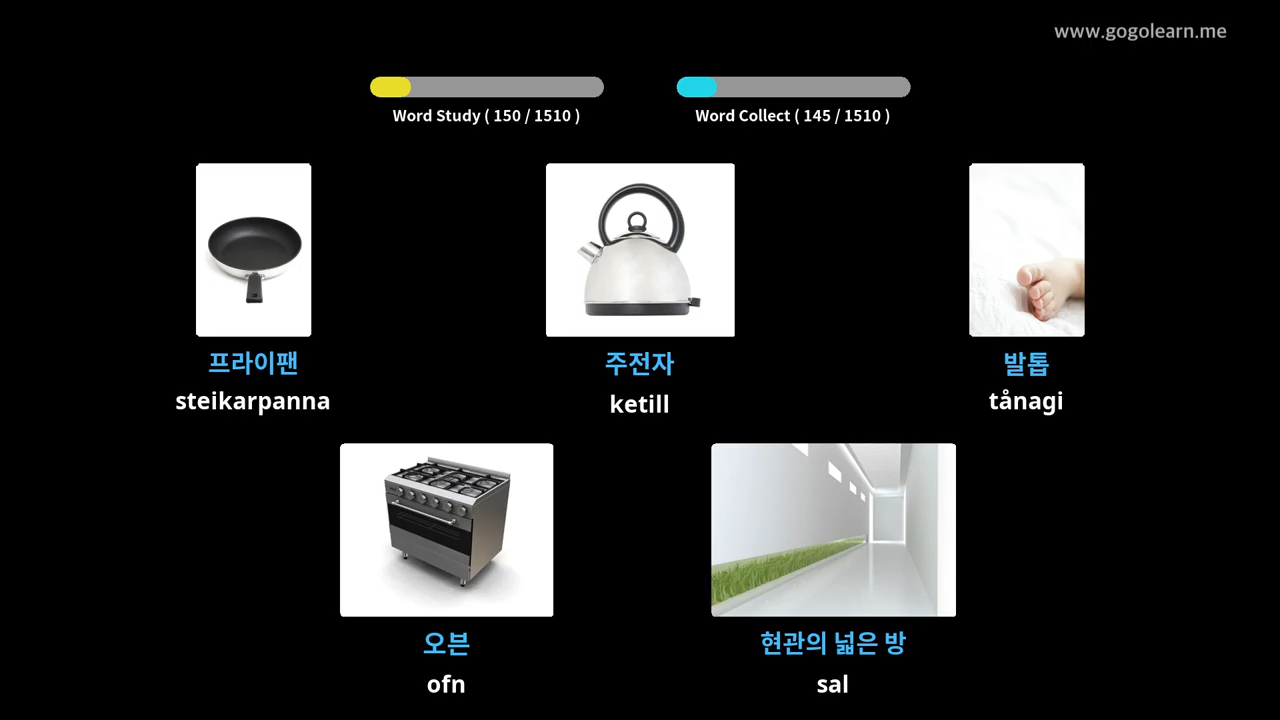 www.gogolearn.me
Word Study ( 150 / 1510 )
Word Collect ( 145 / 1510 )
프라이팬
steikarpanna
주전자
ketill
발톱
tånagi
오븐
ofn
현관의 넓은 방
sal